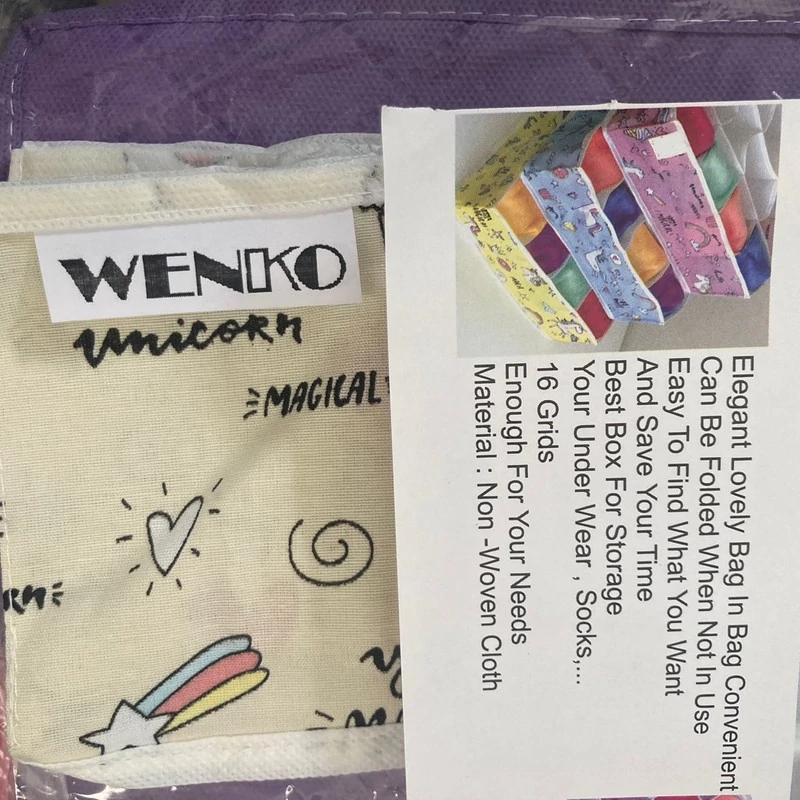 WENKO
Unicorn
MAGICAL
Elegant Lovely Bag In Bag Convenient
Can Be Folded When Not In Use
Easy To Find What You Want
And Save Your Time
Best Box For Storage
Your Under Wear , Socks,...
16 Grids
Enough For Your Needs
Material : Non -Woven Cloth